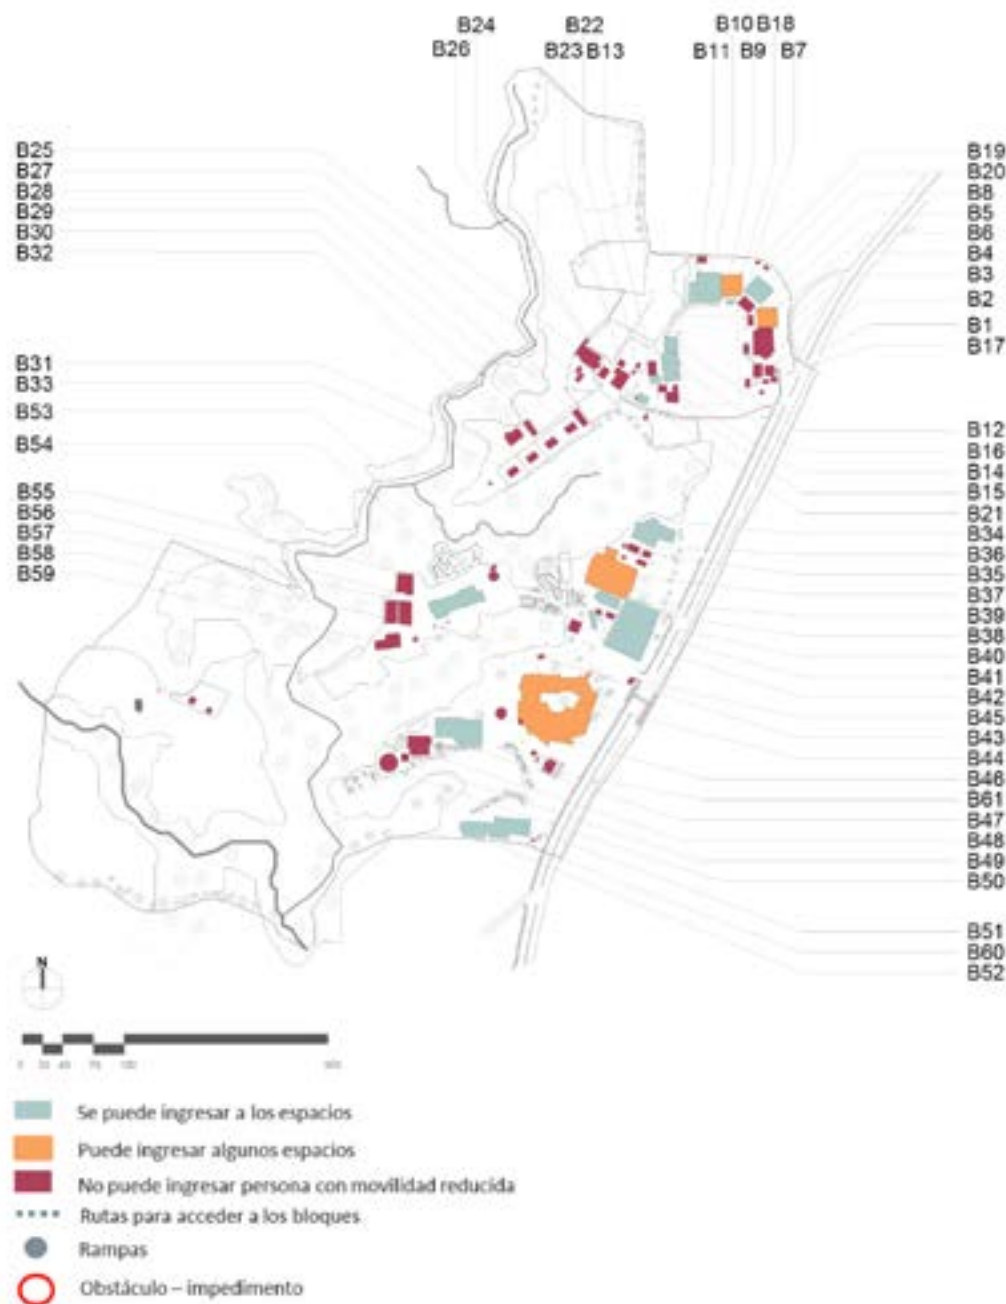 B24 B22 B10 B18
B26 B23 B13 B11 B9 B7
B25
B27
B28
B29
B30
B32
B31
B33
B53
B54
B55
B56
B57
B58
B59
B19
B20
B8
B5
B6
B4
B3
B2
B1
B17
B12
B16
B14
B15
B21
B34
B36
B35
B37
B39
B38
B40
B41
B42
B45
B43
B44
B46
B61
B47
B48
B49
B50
B51
B60
B52
N
Se puede ingresar a los espacios
Puede ingresar algunos espacios
No puede ingresar persona con movilidad reducida
Rutas para acceder a los bloques
Rampas
Obstáculo – impedimento